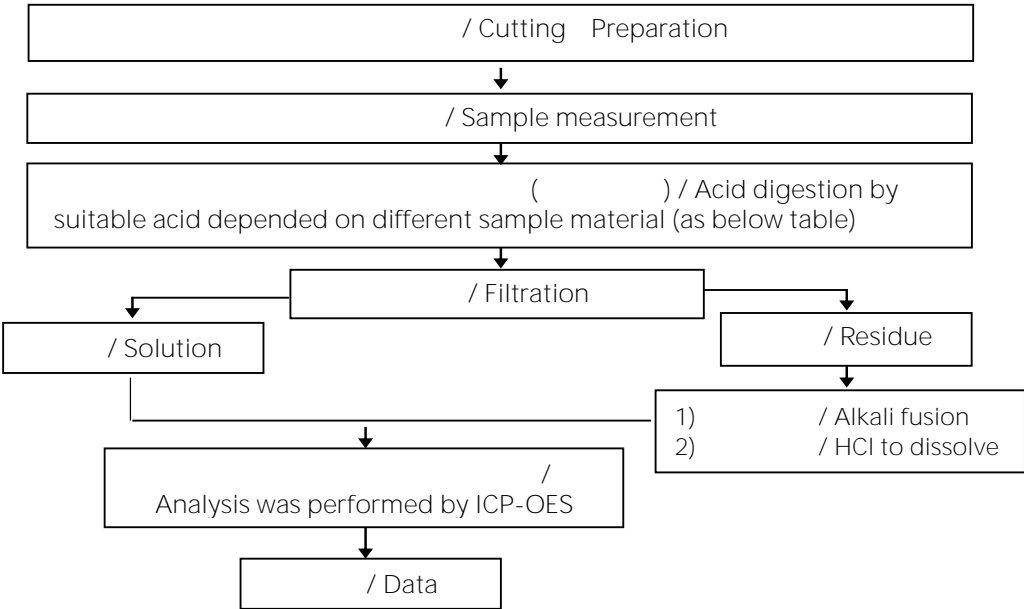 / Cutting Preparation
/ Sample measurement
( ) / Acid digestion by
suitable acid depended on different sample material (as below table)
/ Filtration
/ Solution
/ Residue
1) / Alkali fusion
2) / HCl to dissolve
/
Analysis was performed by ICP-OES
/ Data